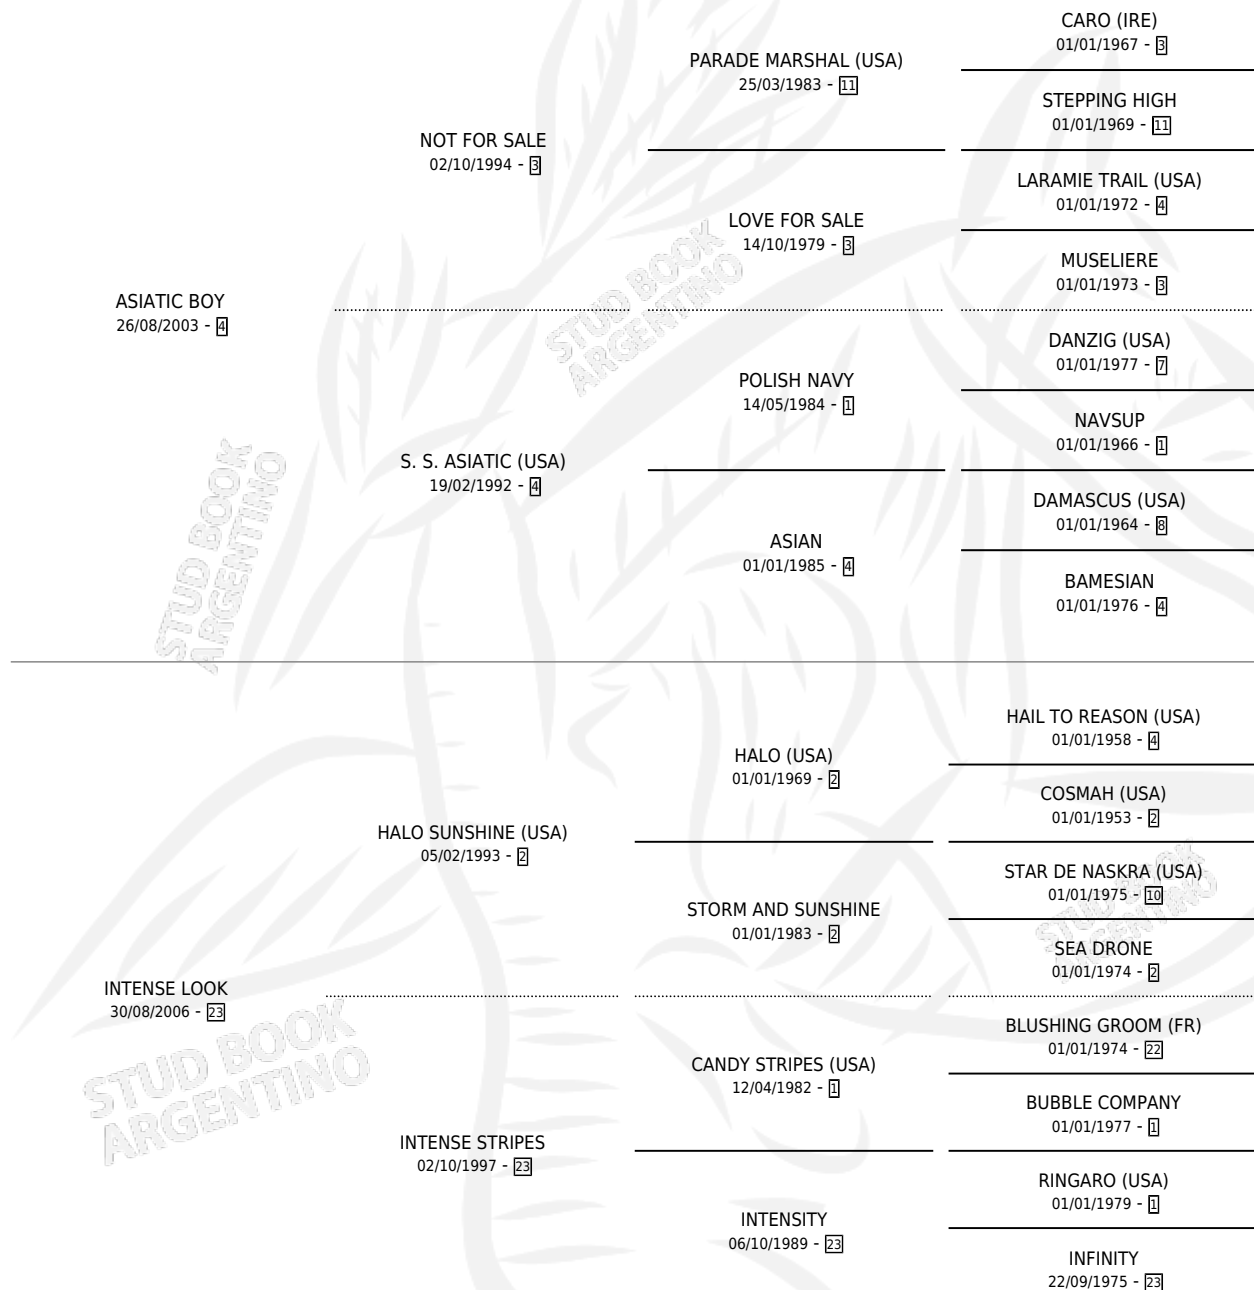 CARO (IRE)
01/01/1967 - 3
PARADE MARSHAL (USA)
25/03/1983 - 11
STEPPING HIGH
01/01/1969 - 11
NOT FOR SALE
02/10/1994 - 3
LARAMIE TRAIL (USA)
01/01/1972 - 4
LOVE FOR SALE
14/10/1979 - 3
MUSELIERE
01/01/1973 - 3
ASIATIC BOY
26/08/2003 - 4
STUD BOOK
ARGENTINO
DANZIG (USA)
01/01/1977 - 7
POLISH NAVY
14/05/1984 - 1
NAVSUP
01/01/1966 - 1
S. S. ASIATIC (USA)
19/02/1992 - 4
DAMASCUS (USA)
01/01/1964 - 8
ASIAN
01/01/1985 - 4
BAMESIAN
01/01/1976 - 4
STUD BOOK
ARGENTINO
HAIL TO REASON (USA)
01/01/1958 - 4
HALO (USA)
01/01/1969 - 2
COSMAH (USA)
01/01/1953 - 2
HALO SUNSHINE (USA)
05/02/1993 - 2
STAR DE NASKRA (USA)
01/01/1975 - 10
STORM AND SUNSHINE
01/01/1983 - 2
SEA DRONE
01/01/1974 - 2
STUD BOOK
ARGENTINO
INTENSE LOOK
30/08/2006 - 23
STUD BOOK
ARGENTINO
BLUSHING GROOM (FR)
01/01/1974 - 22
CANDY STRIPES (USA)
12/04/1982 - 1
BUBBLE COMPANY
01/01/1977 - 1
INTENSE STRIPES
02/10/1997 - 23
RINGARO (USA)
01/01/1979 - 1
INTENSITY
06/10/1989 - 23
INFINITY
22/09/1975 - 23